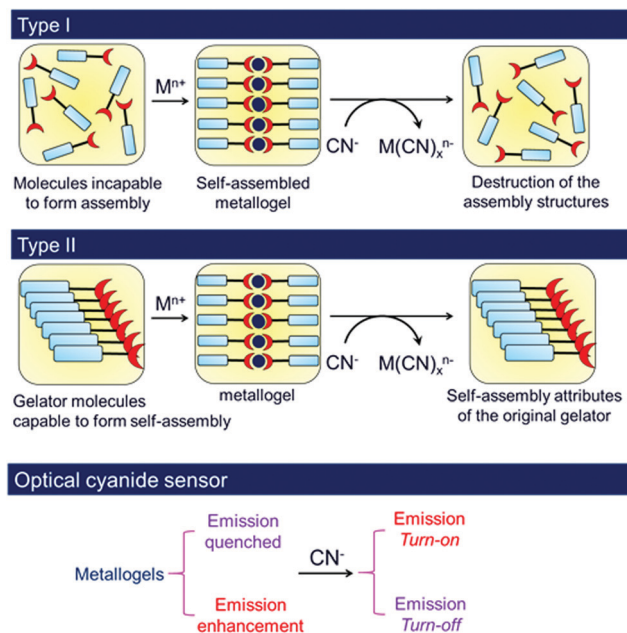 Type I
Mⁿ⁺
CN⁻
M(CN)ₓⁿ⁻
Molecules incapable
to form assembly
Self-assembled
metallogel
Destruction of the
assembly structures
Type II
Mⁿ⁺
CN⁻
M(CN)ₓⁿ⁻
Gelator molecules
capable to form self-assembly
metallogel
Self-assembly attributes
of the original gelator
Optical cyanide sensor
Metallogels
Emission
quenched
Emission
enhancement
CN⁻
Emission
Turn-on
Emission
Turn-off